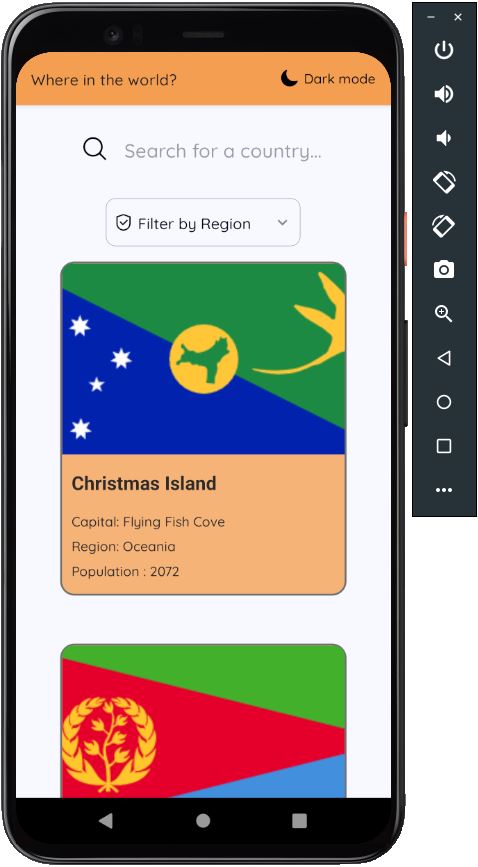 Where in the world?
Dark mode
Search for a country...
Filter by Region
Christmas Island
Capital: Flying Fish Cove
Region: Oceania
Population : 2072